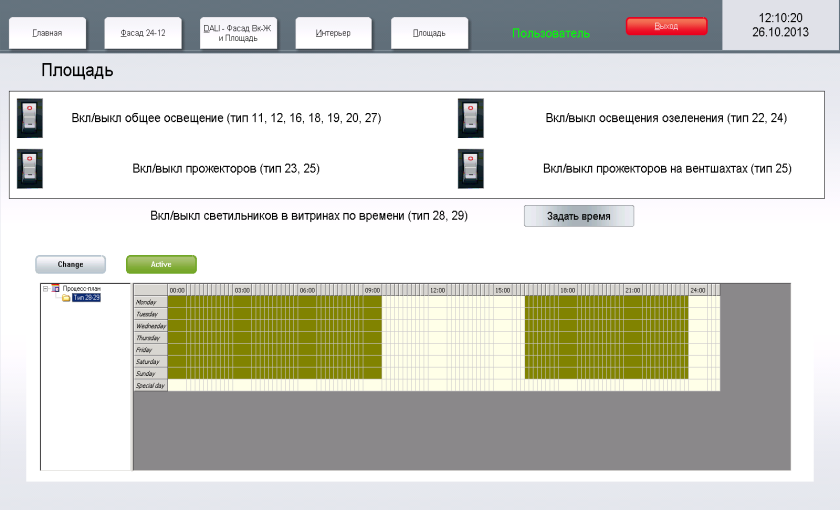 Главная
Фасад 24-12
DALI - Фасад Вк-Ж
и Площадь
Интерьер
Площадь
Пользователь
Выход
12:10:20
26.10.2013
Площадь
Вкл/выкл общее освещение (тип 11, 12, 16, 18, 19, 20, 27)
Вкл/выкл освещения озеленения (тип 22, 24)
Вкл/выкл прожекторов (тип 23, 25)
Вкл/выкл прожекторов на вентшахтах (тип 25)
Вкл/выкл светильников в витринах по времени (тип 28, 29)
Задать время
Change
Active
Процесс-план
Тип 28-29
00:00 03:00 06:00 09:00 12:00 15:00 18:00 21:00 24:00
Monday
Tuesday
Wednesday
Thursday
Friday
Saturday
Sunday
Special day